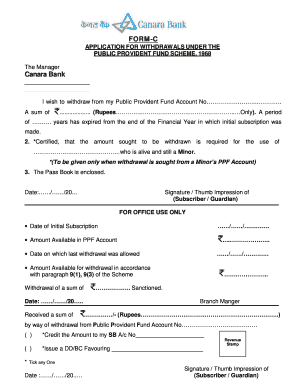 केनरा बैंक Canara Bank
FORM-C
APPLICATION FOR WITHDRAWALS UNDER THE
PUBLIC PROVIDENT FUND SCHEME, 1968
The Manager
Canara Bank
I wish to withdraw from my Public Provident Fund Account No..............................
A sum of ₹................ (Rupees.......................................................Only). A period
of .......... years has expired from the end of the Financial Year in which initial subscription was
made.
2. *Certified, that the amount sought to be withdrawn is required for the use of
....................................who is alive and still a Minor.
*(To be given only when withdrawal is sought from a Minor's PPF Account)
3. The Pass Book is enclosed.
Date:....../......./20...
Signature / Thumb Impression of
(Subscriber / Guardian)
FOR OFFICE USE ONLY
• Date of Initial Subscription ....../....../..........
• Amount Available in PPF Account ₹.....................
• Date on which last withdrawal was allowed ....../....../..........
• Amount Available for withdrawal in accordance
with paragraph 9(1), 9(3) of the Scheme ₹....................
Withdrawal of a sum of ₹................ Sanctioned.
Date: ....../......./20.....
Branch Manger
Received a sum of ₹................/- (Rupees............................................)
by way of withdrawal from Public Provident Fund Account No.
( ) *Credit the Amount to my SB A/c No
( ) *Issue a DD/BC Favouring
Revenue
Stamp
* Tick any One
Signature / Thumb Impression of
Date :....../......./20.....
(Subscriber / Guardian)